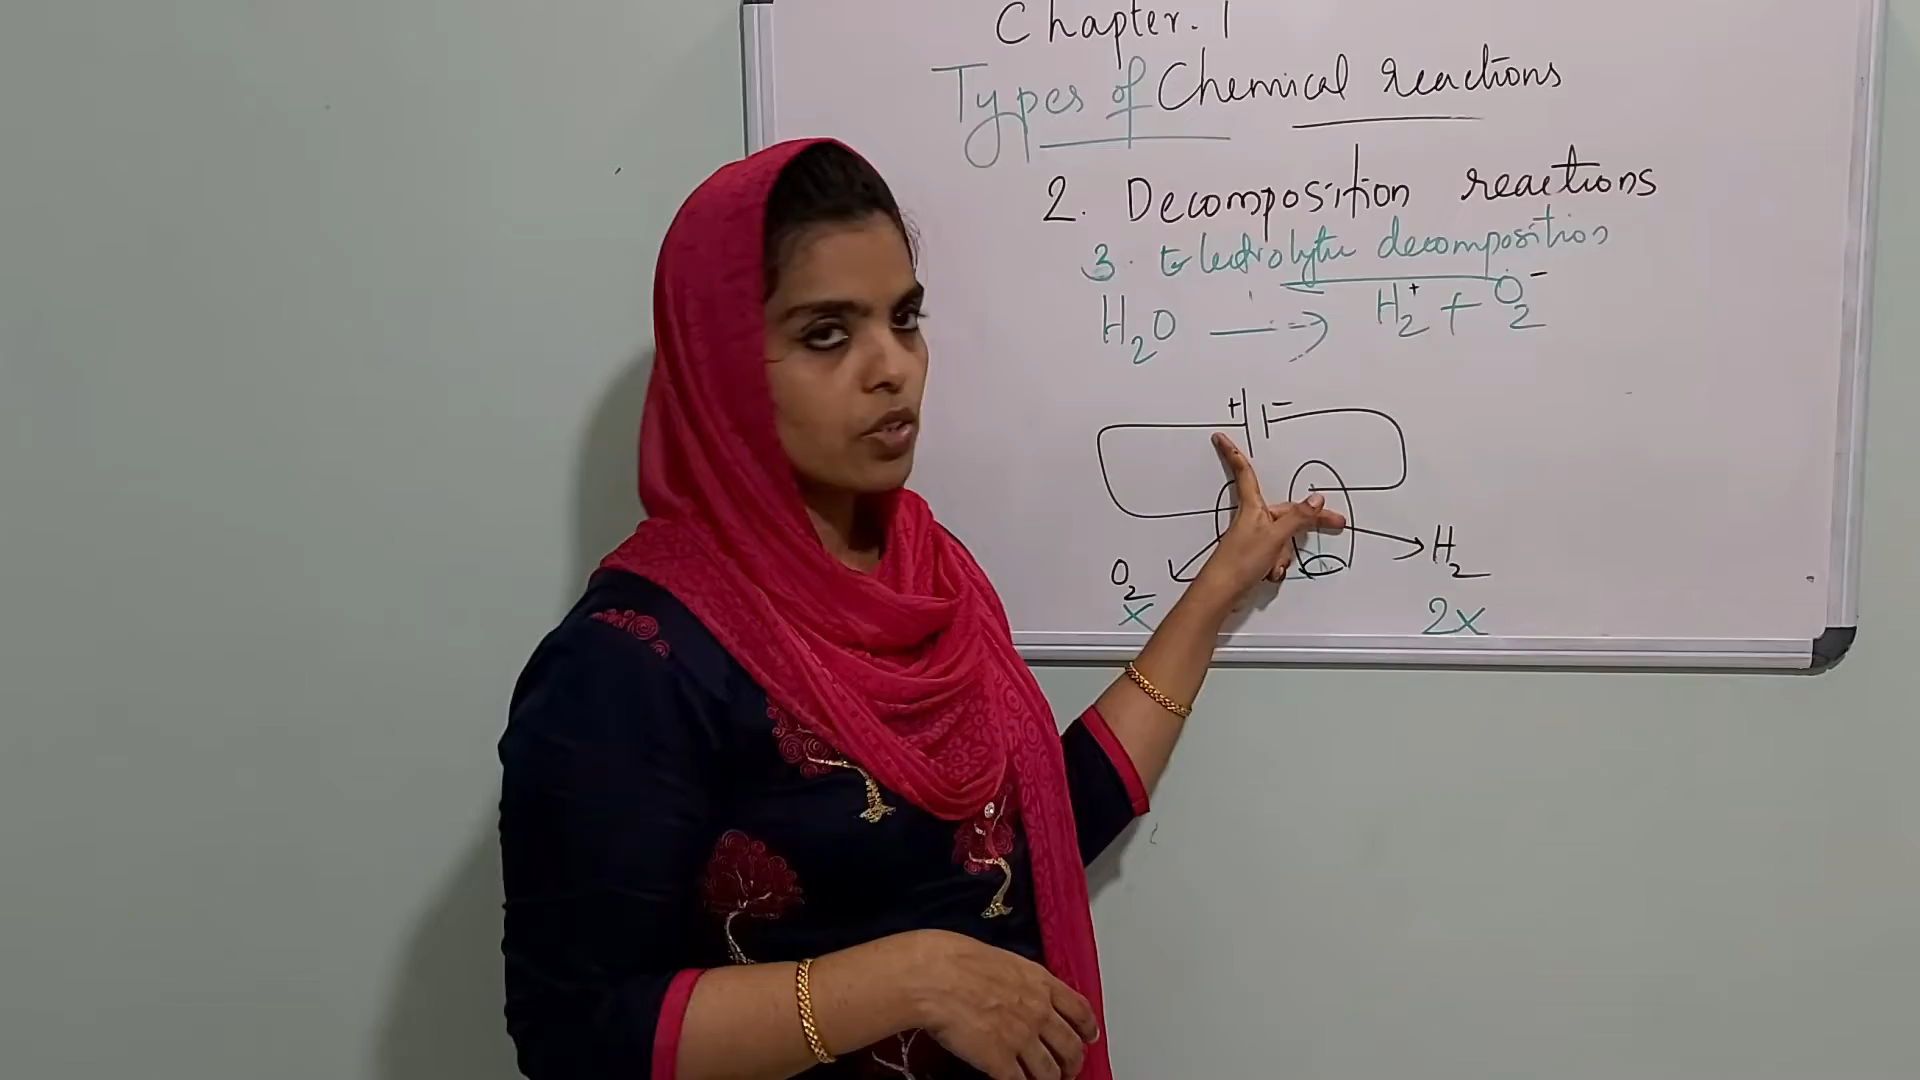 Chapter. 1
Types of Chemical reactions
2. Decomposition reactions
3. Electrolytic decomposition
H₂O → H₂⁺ + O₂⁻
+ −
O₂ H₂
x 2x